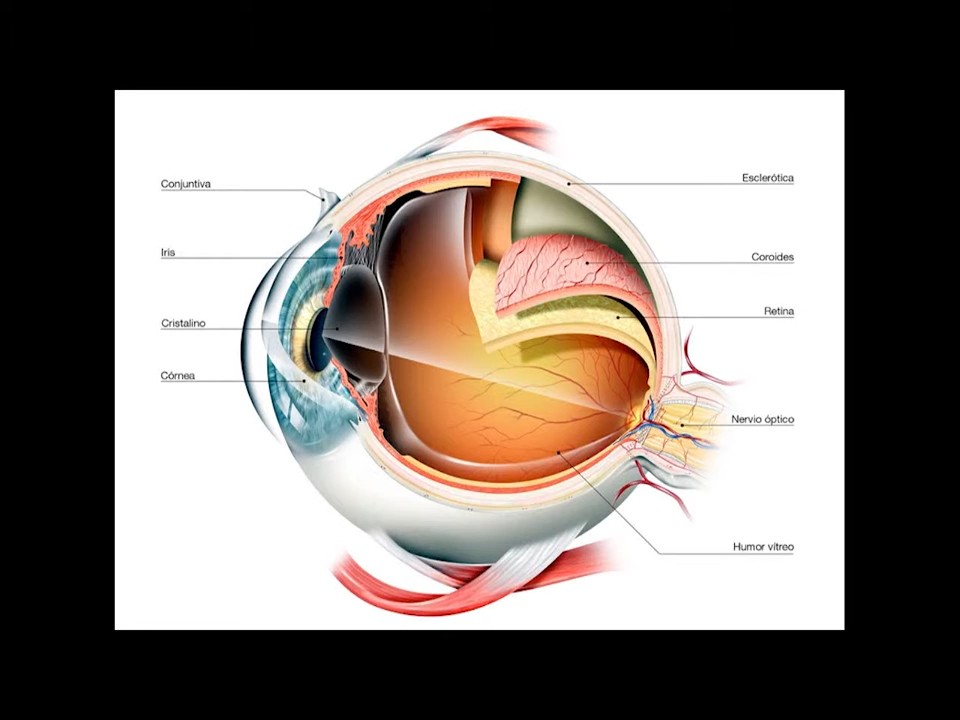 Conjuntiva
Iris
Cristalino
Córnea
Esclerótica
Coroides
Retina
Nervio óptico
Humor vítreo